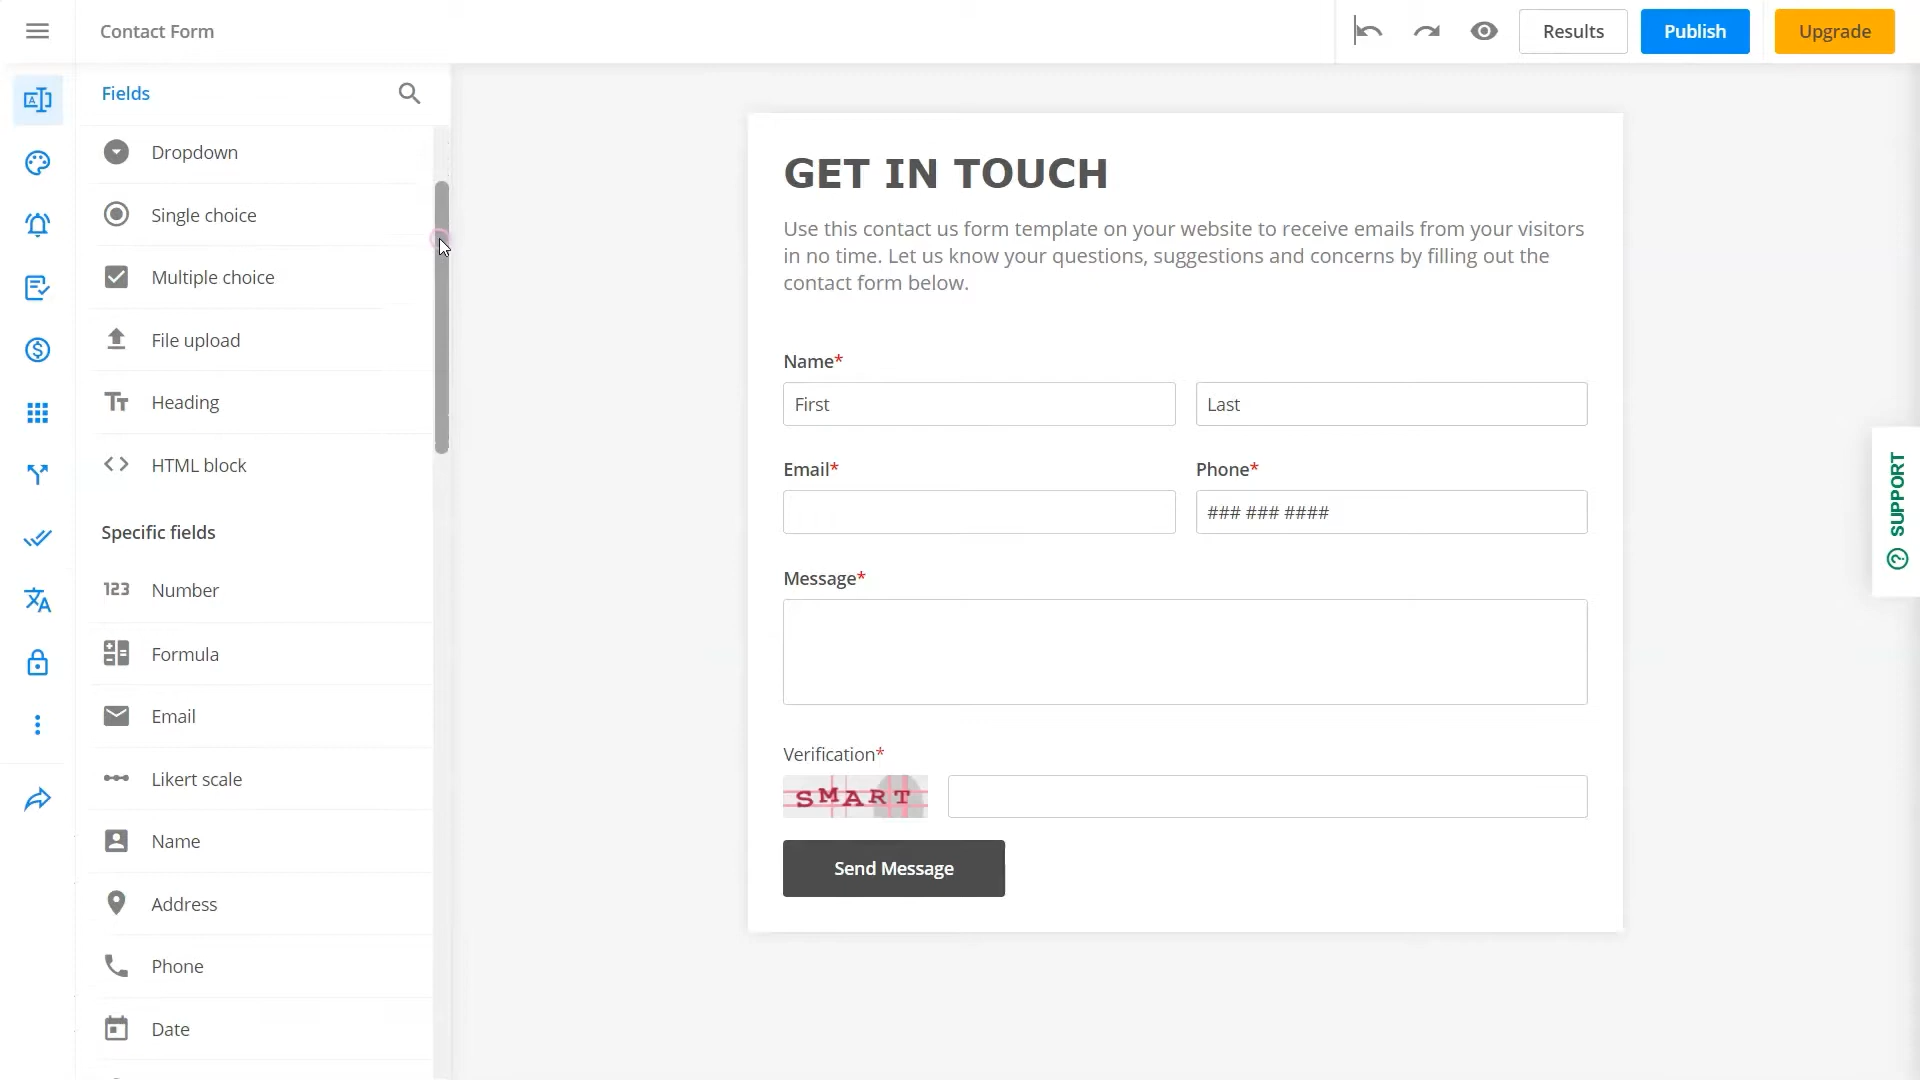 Contact Form
Results
Publish
Upgrade
Fields
Dropdown
Single choice
Multiple choice
File upload
Heading
HTML block
Specific fields
Number
Formula
Email
Likert scale
Name
Address
Phone
Date
GET IN TOUCH
Use this contact us form template on your website to receive emails from your visitors
in no time. Let us know your questions, suggestions and concerns by filling out the
contact form below.
Name*
First
Last
Email*
Phone*
### ### ####
Message*
Verification*
SMART
Send Message
SUPPORT